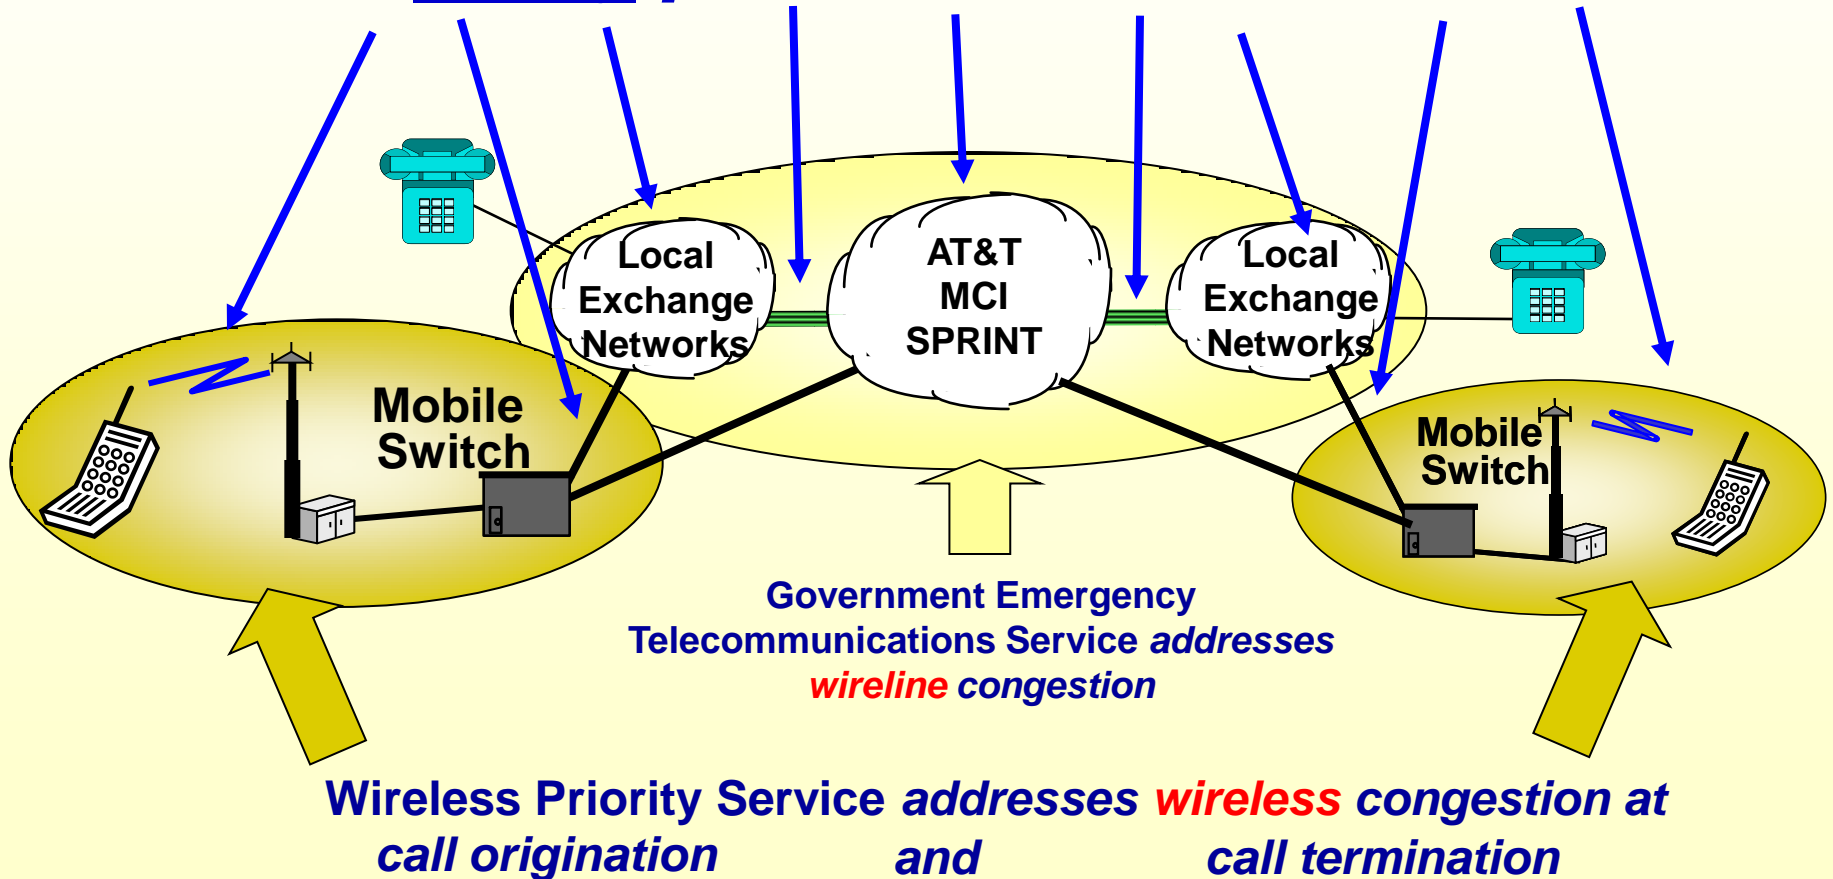 Local
Exchange
Networks
AT&T
MCI
SPRINT
Local
Exchange
Networks
Mobile
Switch
Mobile
Switch
Government Emergency
Telecommunications Service addresses
wireline congestion
Wireless Priority Service addresses wireless congestion at
call origination and call termination